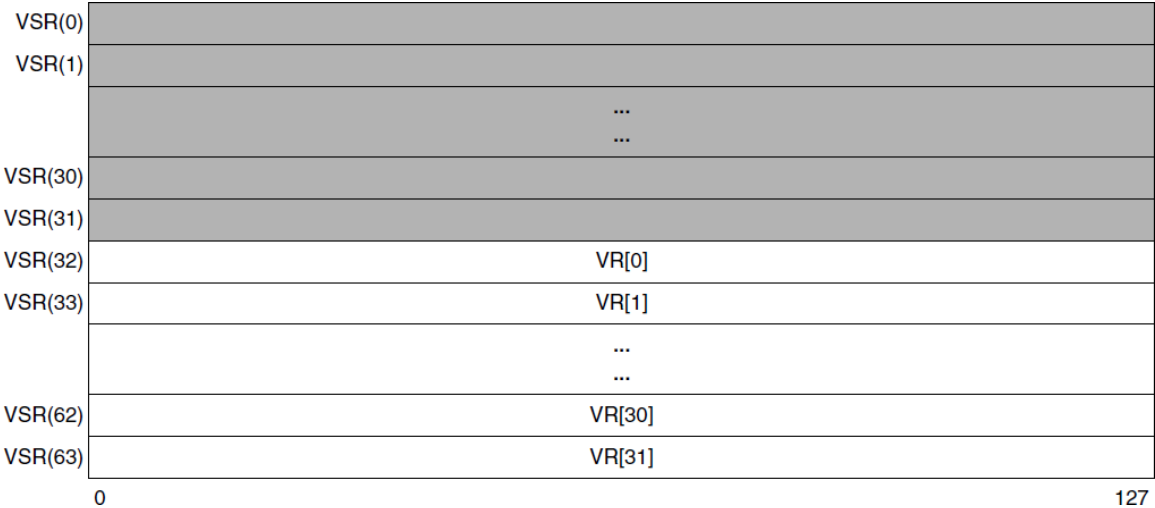 VSR(0)
VSR(1)
...
...
VSR(30)
VSR(31)
VSR(32) VR[0]
VSR(33) VR[1]
...
...
VSR(62) VR[30]
VSR(63) VR[31]
0 127